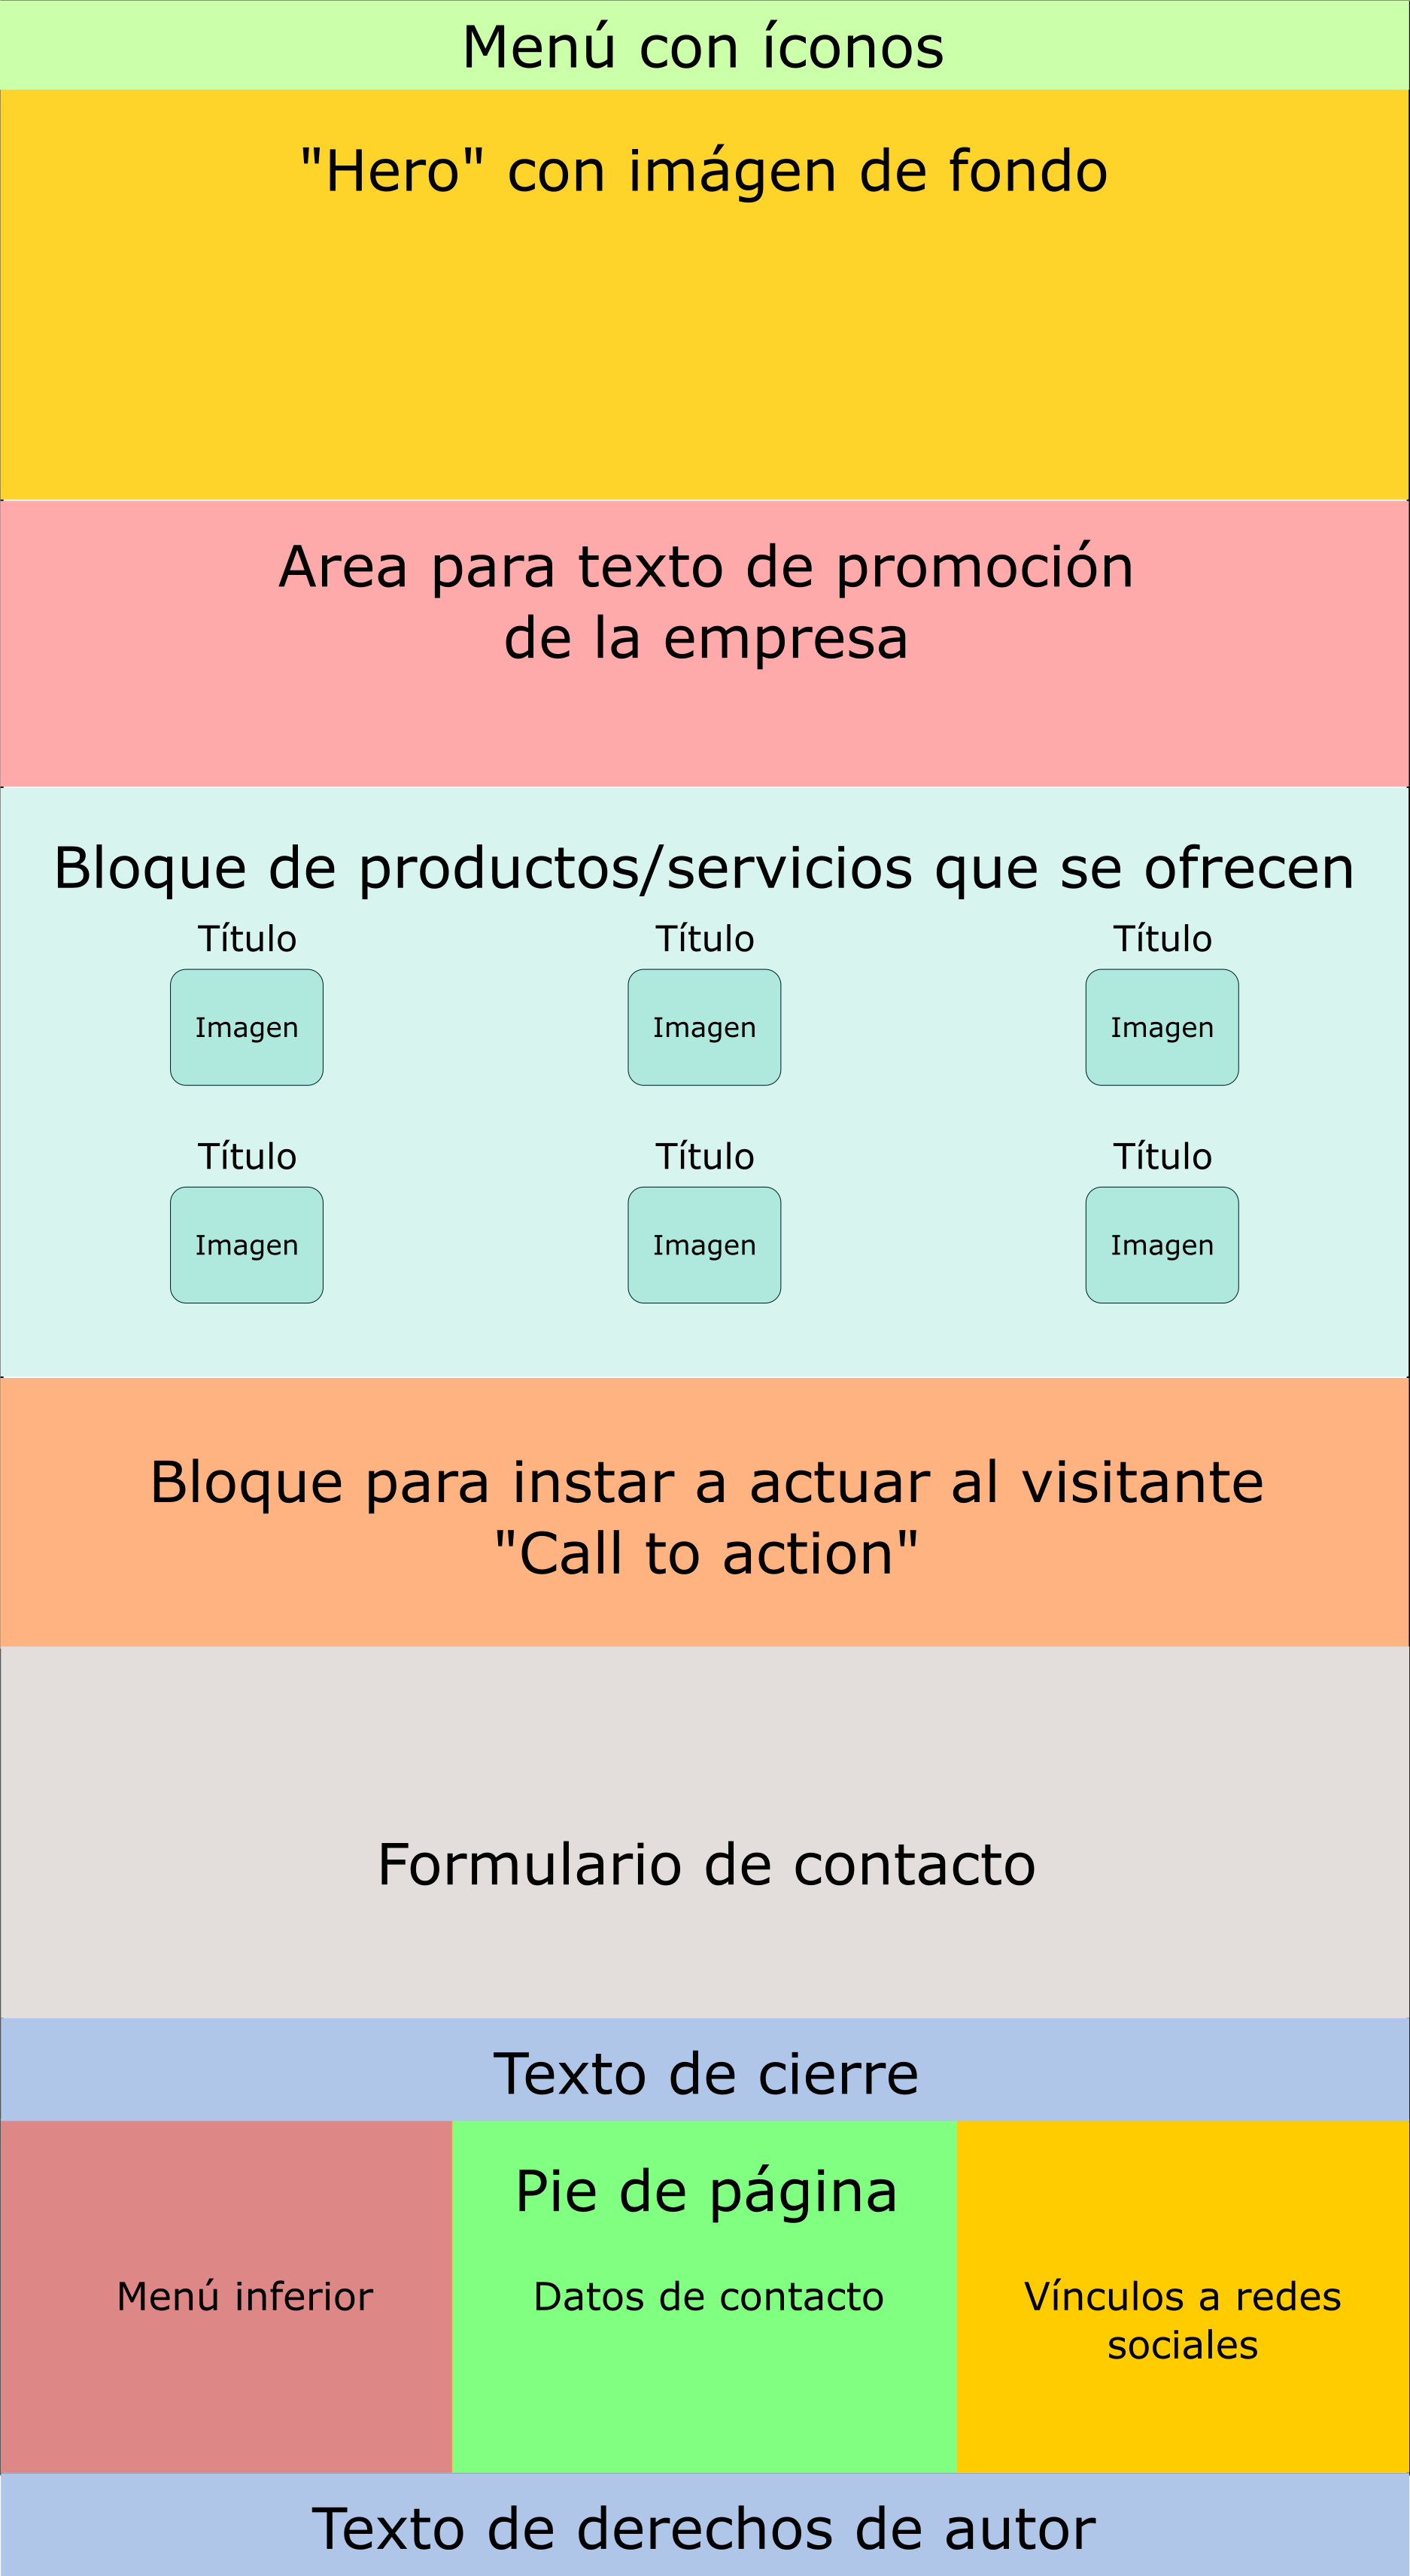 Menú con íconos
"Hero" con imágen de fondo
Area para texto de promoción
de la empresa
Bloque de productos/servicios que se ofrecen
Título
Título
Título
Imagen
Imagen
Imagen
Título
Título
Título
Imagen
Imagen
Imagen
Bloque para instar a actuar al visitante
"Call to action"
Formulario de contacto
Texto de cierre
Pie de página
Menú inferior
Datos de contacto
Vínculos a redes
sociales
Texto de derechos de autor